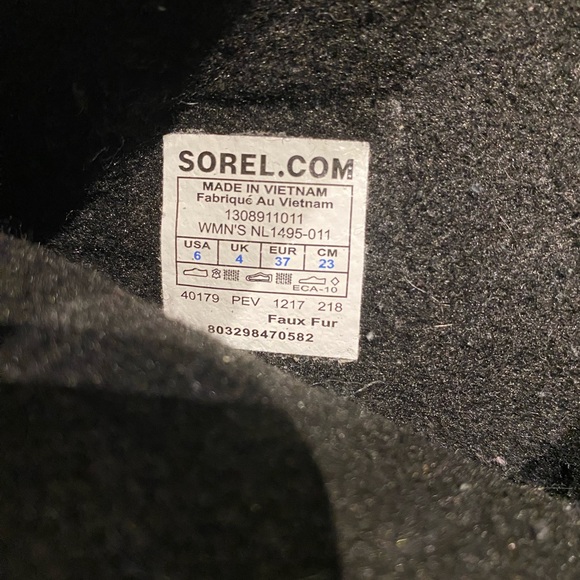 SOREL.COM
MADE IN VIETNAM
Fabriqué Au Vietnam
1308911011
WMN'S NL1495-011
USA UK EUR CM
6 4 37 23
ECA-10
40179 PEV 1217 218
Faux Fur
803298470582